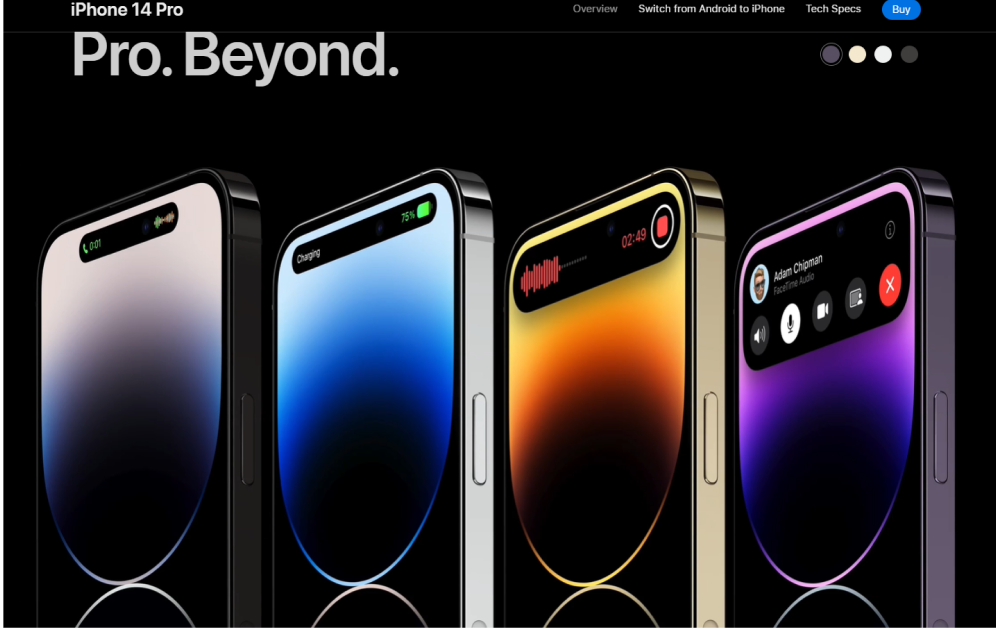 iPhone 14 Pro
Overview Switch from Android to iPhone Tech Specs Buy
Pro. Beyond.
0:01
Charging 75%
02:49
Adam Chipman
FaceTime Audio